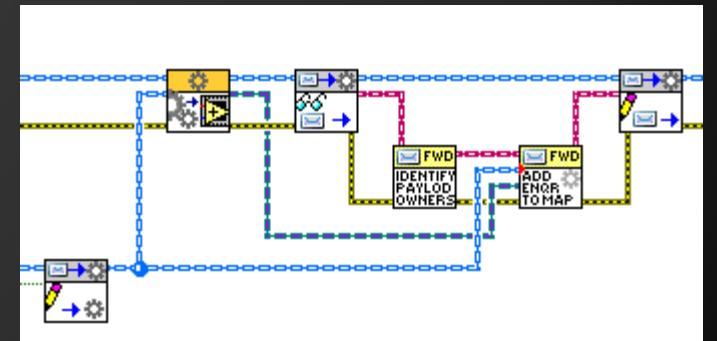 FWD
IDENTIFY
PAYLOD
OWNERS
FWD
ADD
ENQR
TO MAP